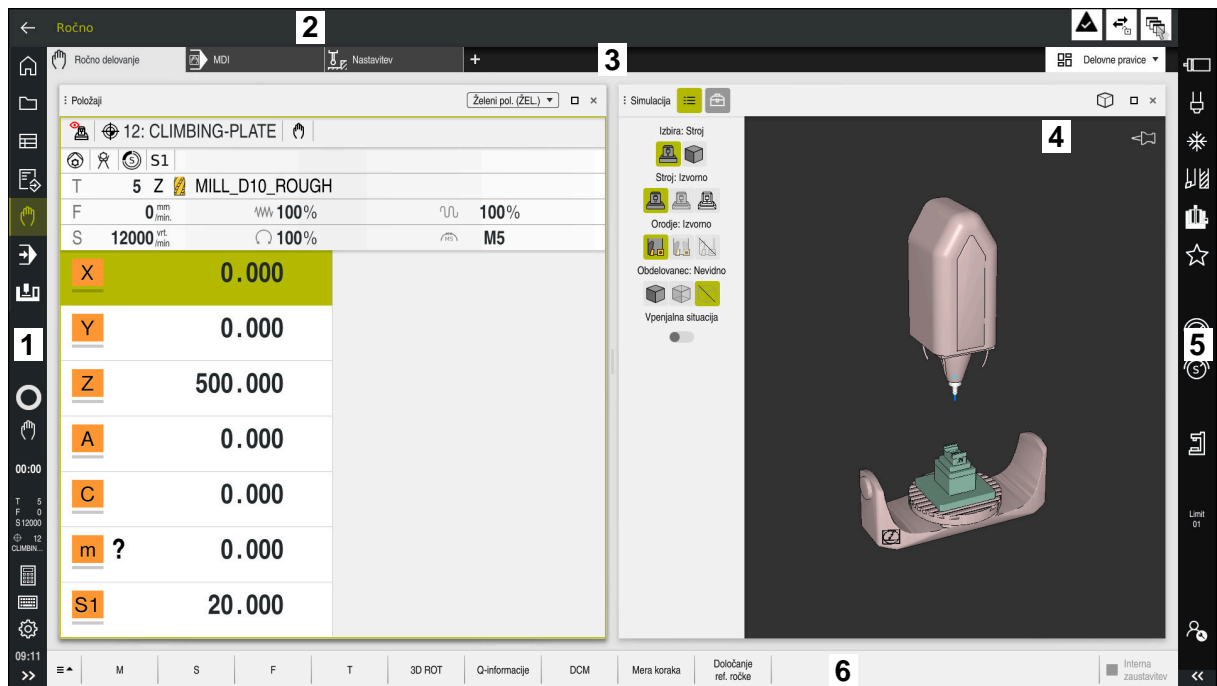 Ročno
2
Ročno delovanje
MDI
Nastavitev
+
3
Delovne pravice
Položaji
Želeni pol. (ŽEL.)
12: CLIMBING-PLATE
S1
T 5 Z MILL_D10_ROUGH
F 0 mm/min. 100% 100%
S 12000 vrt./min 100% M5
X 0.000
Y 0.000
Z 500.000
A 0.000
C 0.000
m ? 0.000
S1 20.000
Simulacija
Izbira: Stroj
Stroj: Izvorno
Orodje: Izvorno
Obdelovanec: Nevidno
Vpenjalna situacija
4
1
00:00
T 5
F 0
S 12000
12
CLIMBIN...
09:11
5
S
Limit
01
M
S
F
T
3D ROT
Q-informacije
DCM
Mera koraka
Določanje
ref. ročke
6
Interna
zaustavitev